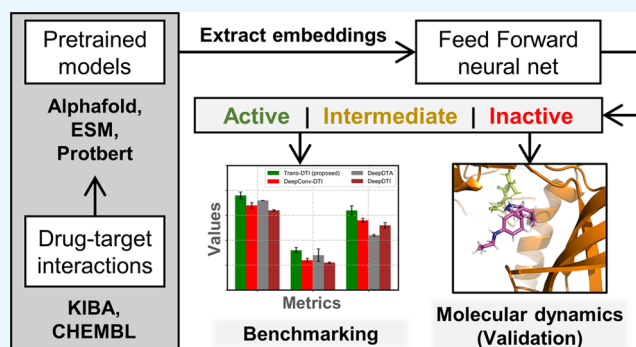 Pretrained
models
Extract embeddings
Feed Forward
neural net
Alphafold,
ESM,
Protbert
Active | Intermediate | Inactive
Drug-target
interactions
KIBA,
CHEMBL
Trans-DTI (proposed)
DeepConv-DTI
DeepDTA
DeepDTI
Values
Metrics
Benchmarking
Molecular dynamics
(Validation)